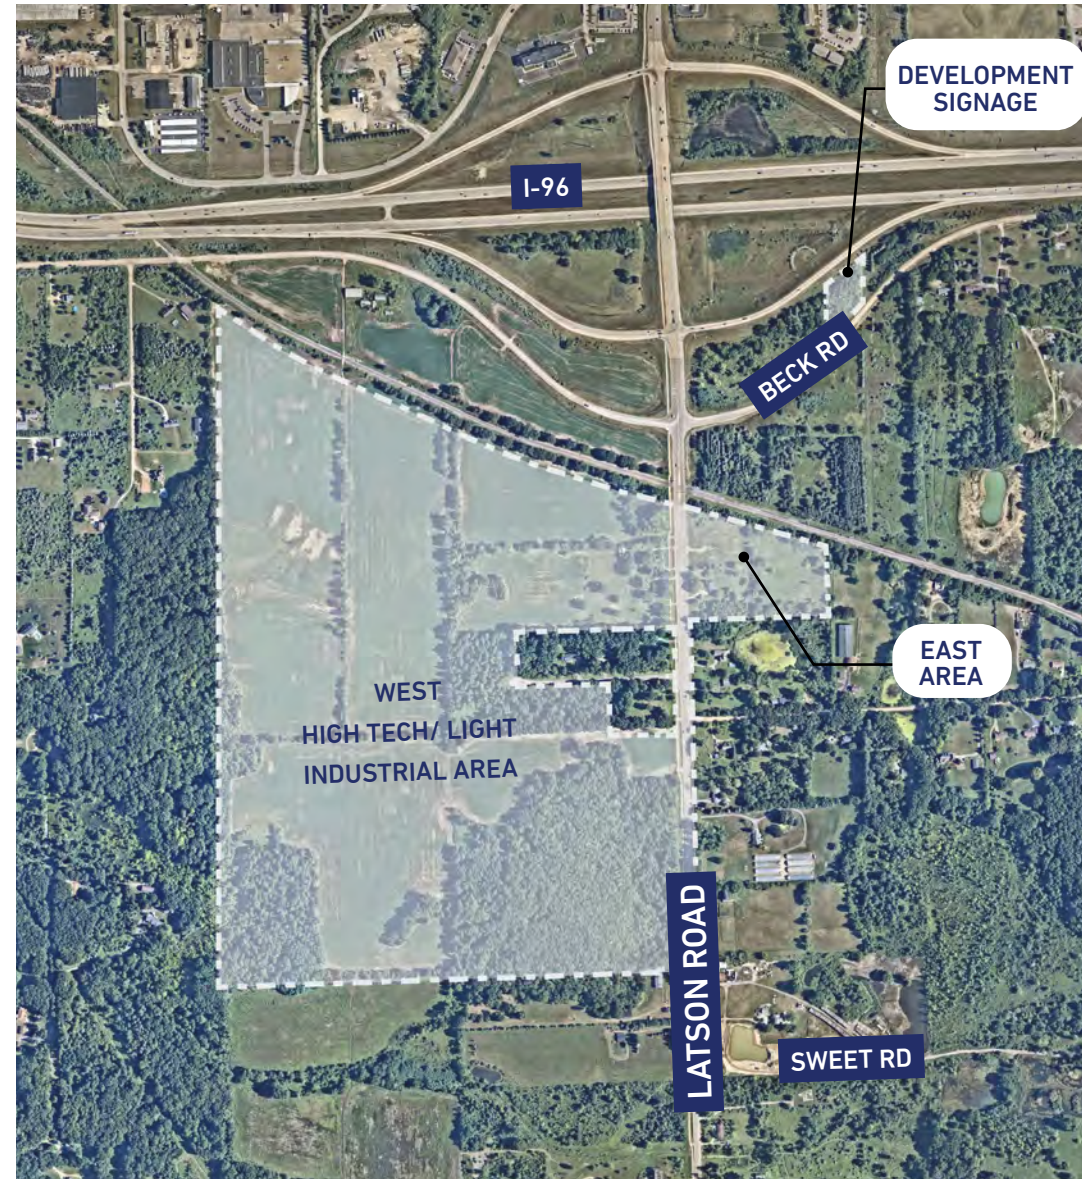 DEVELOPMENT
SIGNAGE
I-96
BECK RD
EAST
AREA
WEST
HIGH TECH/ LIGHT
INDUSTRIAL AREA
LATSON ROAD
SWEET RD